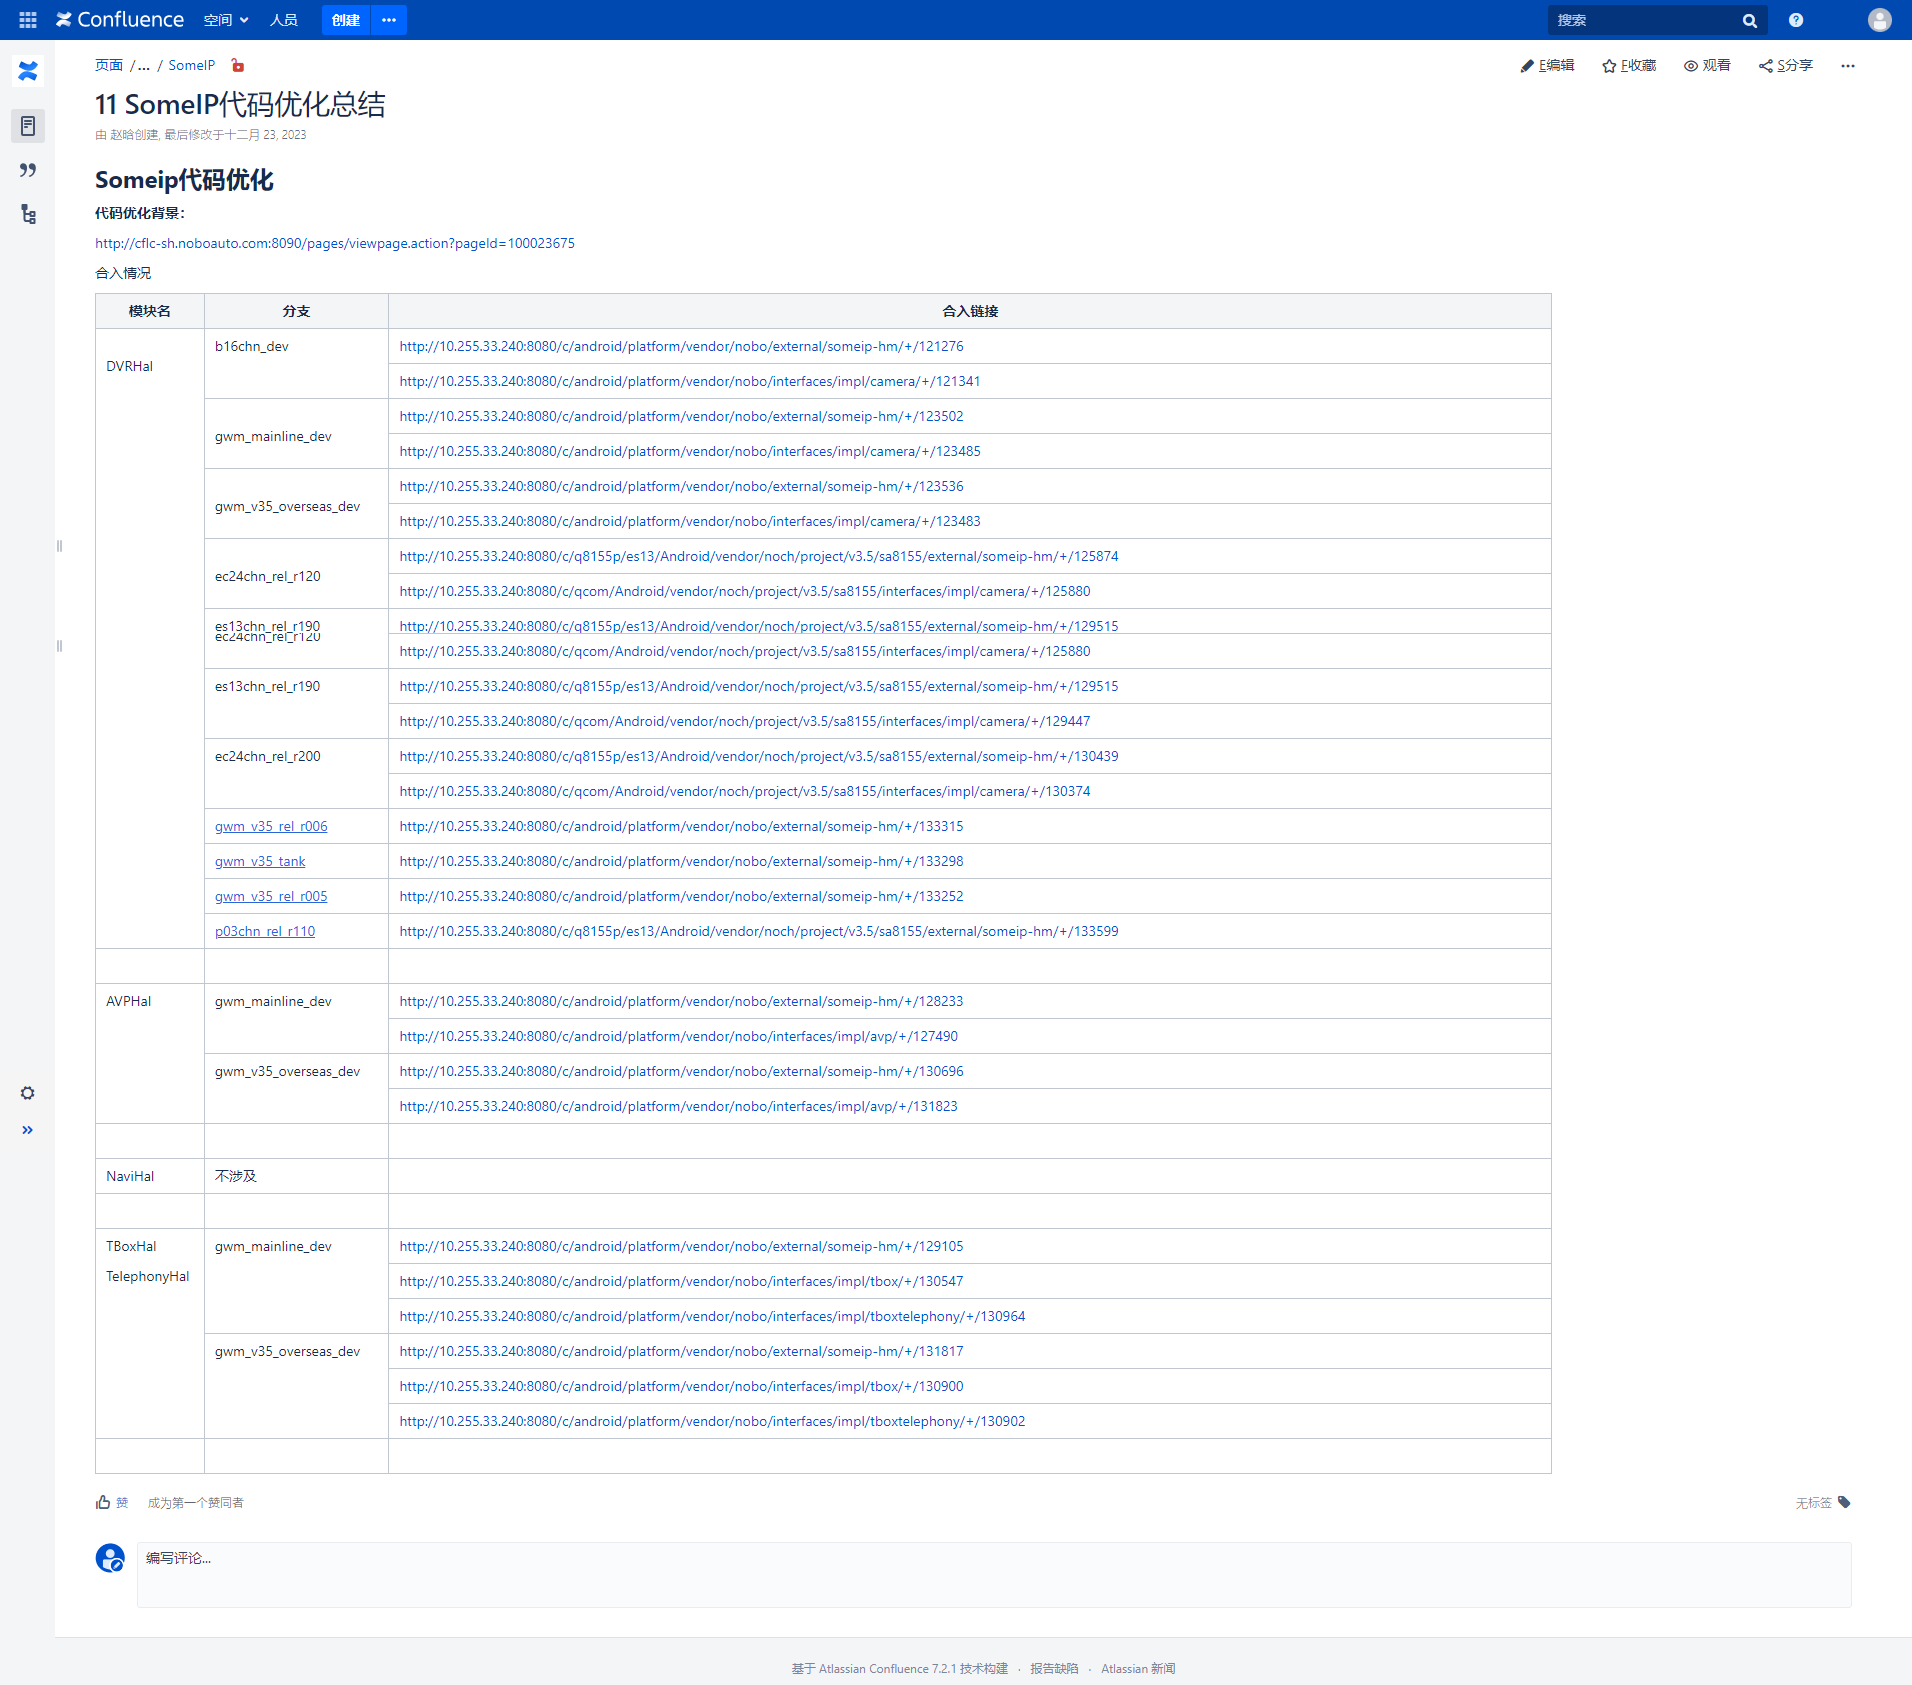 Confluence 空间 人员 创建 搜索
页面 /... / SomeIP E编辑 F收藏 观看 S分享
11 SomeIP代码优化总结
由 赵晗创建, 最后修改于十二月 23, 2023
Someip代码优化
代码优化背景：
http://cflc-sh.noboauto.com:8090/pages/viewpage.action?pageId=100023675
合入情况
模块名 分支 合入链接
DVRHal b16chn_dev http://10.255.33.240:8080/c/android/platform/vendor/nobo/external/someip-hm/+/121276
http://10.255.33.240:8080/c/android/platform/vendor/nobo/interfaces/impl/camera/+/121341
gwm_mainline_dev http://10.255.33.240:8080/c/android/platform/vendor/nobo/external/someip-hm/+/123502
http://10.255.33.240:8080/c/android/platform/vendor/nobo/interfaces/impl/camera/+/123485
gwm_v35_overseas_dev http://10.255.33.240:8080/c/android/platform/vendor/nobo/external/someip-hm/+/123536
http://10.255.33.240:8080/c/android/platform/vendor/nobo/interfaces/impl/camera/+/123483
ec24chn_rel_r120 http://10.255.33.240:8080/c/q8155p/es13/Android/vendor/noch/project/v3.5/sa8155/external/someip-hm/+/125874
http://10.255.33.240:8080/c/qcom/Android/vendor/noch/project/v3.5/sa8155/interfaces/impl/camera/+/125880
es13chn_rel_r190 http://10.255.33.240:8080/c/q8155p/es13/Android/vendor/noch/project/v3.5/sa8155/external/someip-hm/+/129515
ec24chn_rel_r120 http://10.255.33.240:8080/c/qcom/Android/vendor/noch/project/v3.5/sa8155/interfaces/impl/camera/+/125880
es13chn_rel_r190 http://10.255.33.240:8080/c/q8155p/es13/Android/vendor/noch/project/v3.5/sa8155/external/someip-hm/+/129515
http://10.255.33.240:8080/c/qcom/Android/vendor/noch/project/v3.5/sa8155/interfaces/impl/camera/+/129447
ec24chn_rel_r200 http://10.255.33.240:8080/c/q8155p/es13/Android/vendor/noch/project/v3.5/sa8155/external/someip-hm/+/130439
http://10.255.33.240:8080/c/qcom/Android/vendor/noch/project/v3.5/sa8155/interfaces/impl/camera/+/130374
gwm_v35_rel_r006 http://10.255.33.240:8080/c/android/platform/vendor/nobo/external/someip-hm/+/133315
gwm_v35_tank http://10.255.33.240:8080/c/android/platform/vendor/nobo/external/someip-hm/+/133298
gwm_v35_rel_r005 http://10.255.33.240:8080/c/android/platform/vendor/nobo/external/someip-hm/+/133252
p03chn_rel_r110 http://10.255.33.240:8080/c/q8155p/es13/Android/vendor/noch/project/v3.5/sa8155/external/someip-hm/+/133599
AVPHal gwm_mainline_dev http://10.255.33.240:8080/c/android/platform/vendor/nobo/external/someip-hm/+/128233
http://10.255.33.240:8080/c/android/platform/vendor/nobo/interfaces/impl/avp/+/127490
gwm_v35_overseas_dev http://10.255.33.240:8080/c/android/platform/vendor/nobo/external/someip-hm/+/130696
http://10.255.33.240:8080/c/android/platform/vendor/nobo/interfaces/impl/avp/+/131823
NaviHal 不涉及
TBoxHal gwm_mainline_dev http://10.255.33.240:8080/c/android/platform/vendor/nobo/external/someip-hm/+/129105
TelephonyHal http://10.255.33.240:8080/c/android/platform/vendor/nobo/interfaces/impl/tbox/+/130547
http://10.255.33.240:8080/c/android/platform/vendor/nobo/interfaces/impl/tboxtelephony/+/130964
gwm_v35_overseas_dev http://10.255.33.240:8080/c/android/platform/vendor/nobo/external/someip-hm/+/131817
http://10.255.33.240:8080/c/android/platform/vendor/nobo/interfaces/impl/tbox/+/130900
http://10.255.33.240:8080/c/android/platform/vendor/nobo/interfaces/impl/tboxtelephony/+/130902
赞 成为第一个赞同者 无标签
编写评论...
基于 Atlassian Confluence 7.2.1 技术构建 · 报告缺陷 · Atlassian 新闻